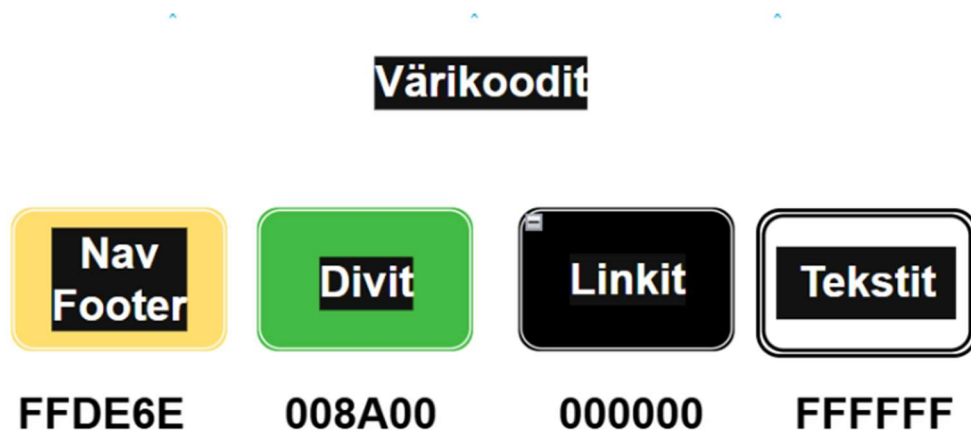 Värikoodit
Nav
Footer
Divit
Linkit
Tekstit
FFDE6E
008A00
000000
FFFFFF